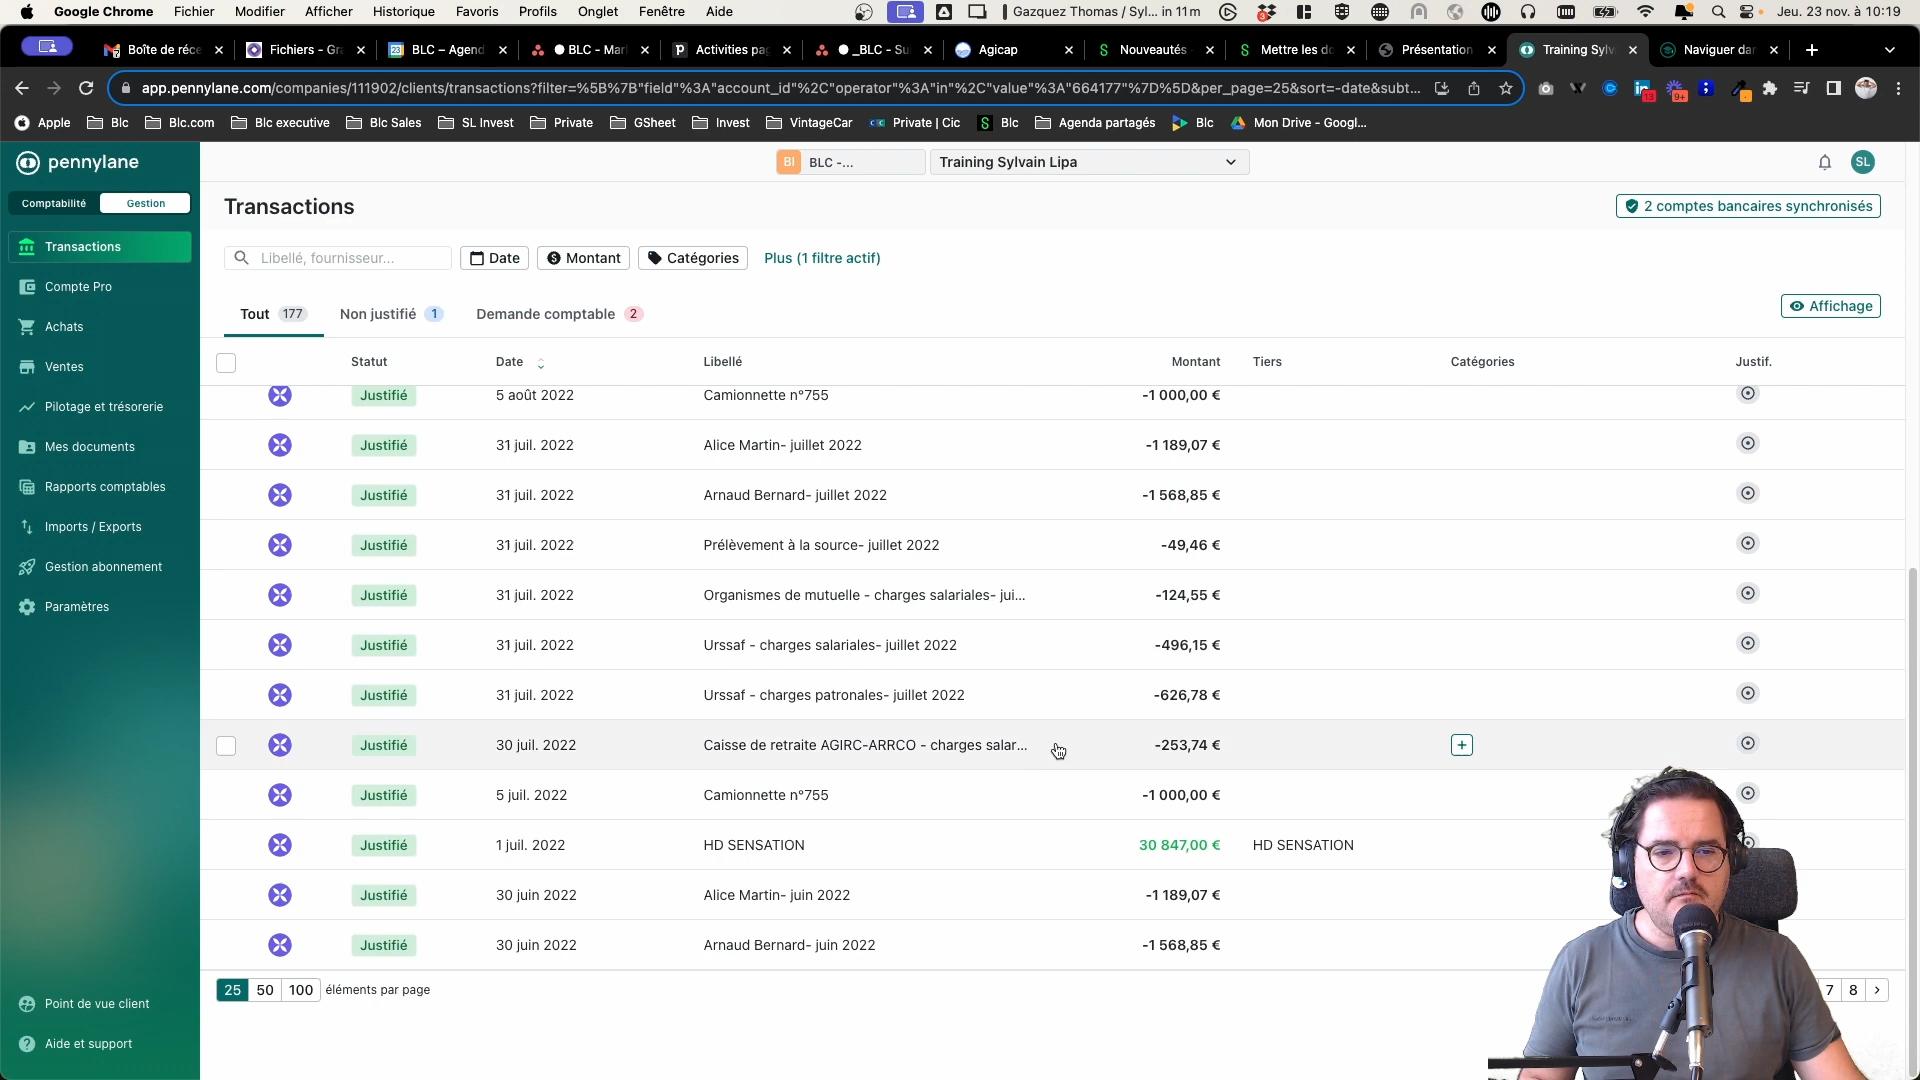 Google Chrome Fichier Modifier Afficher Historique Favoris Profils Onglet Fenêtre Aide
Gazquez Thomas / Syl... in 11 m
Jeu. 23 nov. à 10:19
Boîte de réce
Fichiers - Gr
BLC – Agend
BLC - Mar
Activities pag
_BLC - Su
Agicap
Nouveautés
Mettre les do
Présentation
Training Sylv
Naviguer dan
app.pennylane.com/companies/111902/clients/transactions?filter=%5B%7B"field"%3A"account_id"%2C"operator"%3A"in"%2C"value"%3A"664177"%7D%5D&per_page=25&sort=-date&subt...
13
9+
Apple Blc Blc.com Blc executive Blc Sales SL Invest Private GSheet Invest VintageCar Private | Cic Blc Agenda partagés Blc Mon Drive - Googl...
pennylane
BI BLC -...
Training Sylvain Lipa
SL
Comptabilité Gestion
Transactions
Compte Pro
Achats
Ventes
Pilotage et trésorerie
Mes documents
Rapports comptables
Imports / Exports
Gestion abonnement
Paramètres
Point de vue client
Aide et support
Transactions
2 comptes bancaires synchronisés
Libellé, fournisseur... Date Montant Catégories Plus (1 filtre actif)
Tout 177 Non justifié 1 Demande comptable 2
Affichage
Statut Date Libellé Montant Tiers Catégories Justif.
Justifié 5 août 2022 Camionnette n°755 -1 000,00 €
Justifié 31 juil. 2022 Alice Martin- juillet 2022 -1 189,07 €
Justifié 31 juil. 2022 Arnaud Bernard- juillet 2022 -1 568,85 €
Justifié 31 juil. 2022 Prélèvement à la source- juillet 2022 -49,46 €
Justifié 31 juil. 2022 Organismes de mutuelle - charges salariales- jui... -124,55 €
Justifié 31 juil. 2022 Urssaf - charges salariales- juillet 2022 -496,15 €
Justifié 31 juil. 2022 Urssaf - charges patronales- juillet 2022 -626,78 €
Justifié 30 juil. 2022 Caisse de retraite AGIRC-ARRCO - charges salar... -253,74 €
Justifié 5 juil. 2022 Camionnette n°755 -1 000,00 €
Justifié 1 juil. 2022 HD SENSATION 30 847,00 € HD SENSATION
Justifié 30 juin 2022 Alice Martin- juin 2022 -1 189,07 €
Justifié 30 juin 2022 Arnaud Bernard- juin 2022 -1 568,85 €
25 50 100 éléments par page
7 8